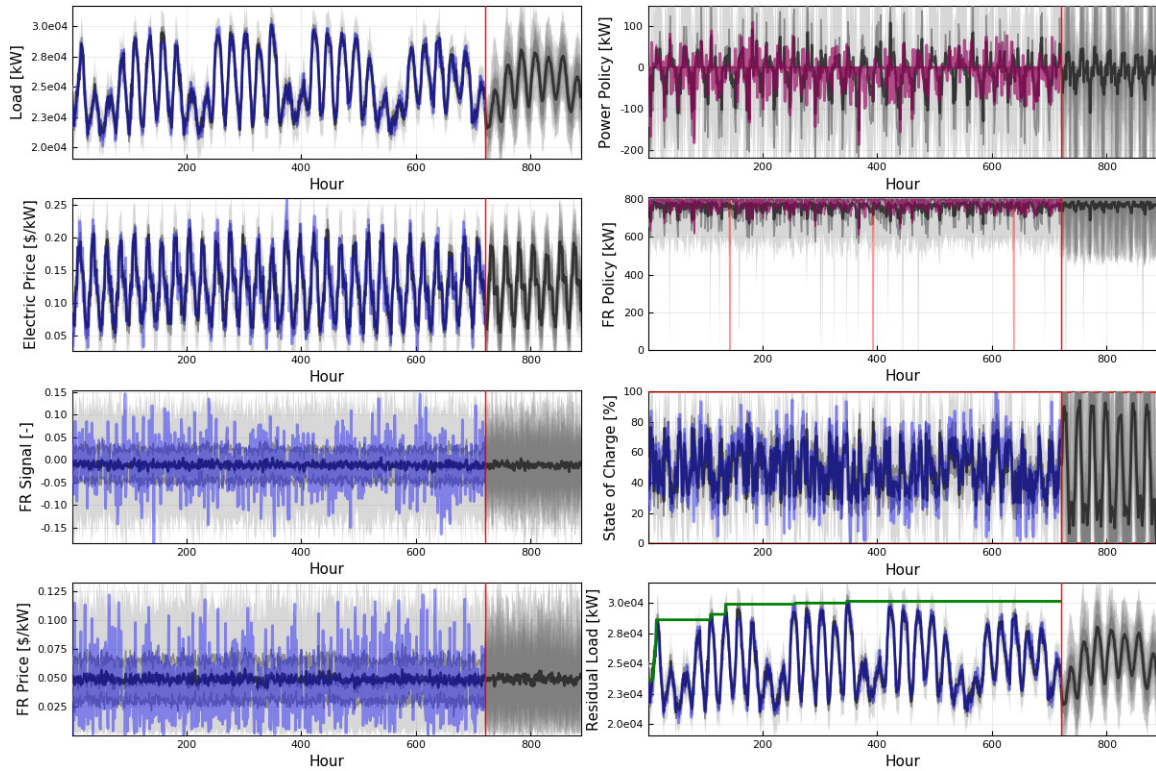 Load [kW]
3.0e04
2.8e04
2.5e04
2.3e04
2.0e04
200
400
600
800
Hour
Power Policy [kW]
100
0
-100
-200
200
400
600
800
Hour
Electric Price [$/kW]
0.25
0.20
0.15
0.10
0.05
200
400
600
800
Hour
FR Policy [kW]
800
600
400
200
0
200
400
600
800
Hour
FR Signal [-]
0.15
0.10
0.05
0.00
-0.05
-0.10
-0.15
200
400
600
800
Hour
State of Charge [%]
100
80
60
40
20
0
200
400
600
800
Hour
FR Price [$/kW]
0.125
0.100
0.075
0.050
0.025
200
400
600
800
Hour
Residual Load [kW]
3.0e04
2.8e04
2.5e04
2.3e04
2.0e04
200
400
600
800
Hour